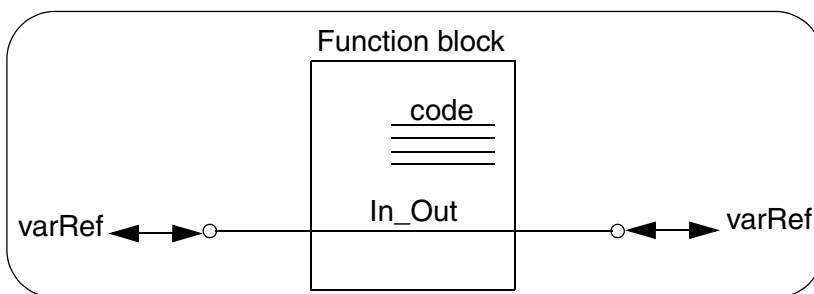 Function block
code
In_Out
varRef
varRef